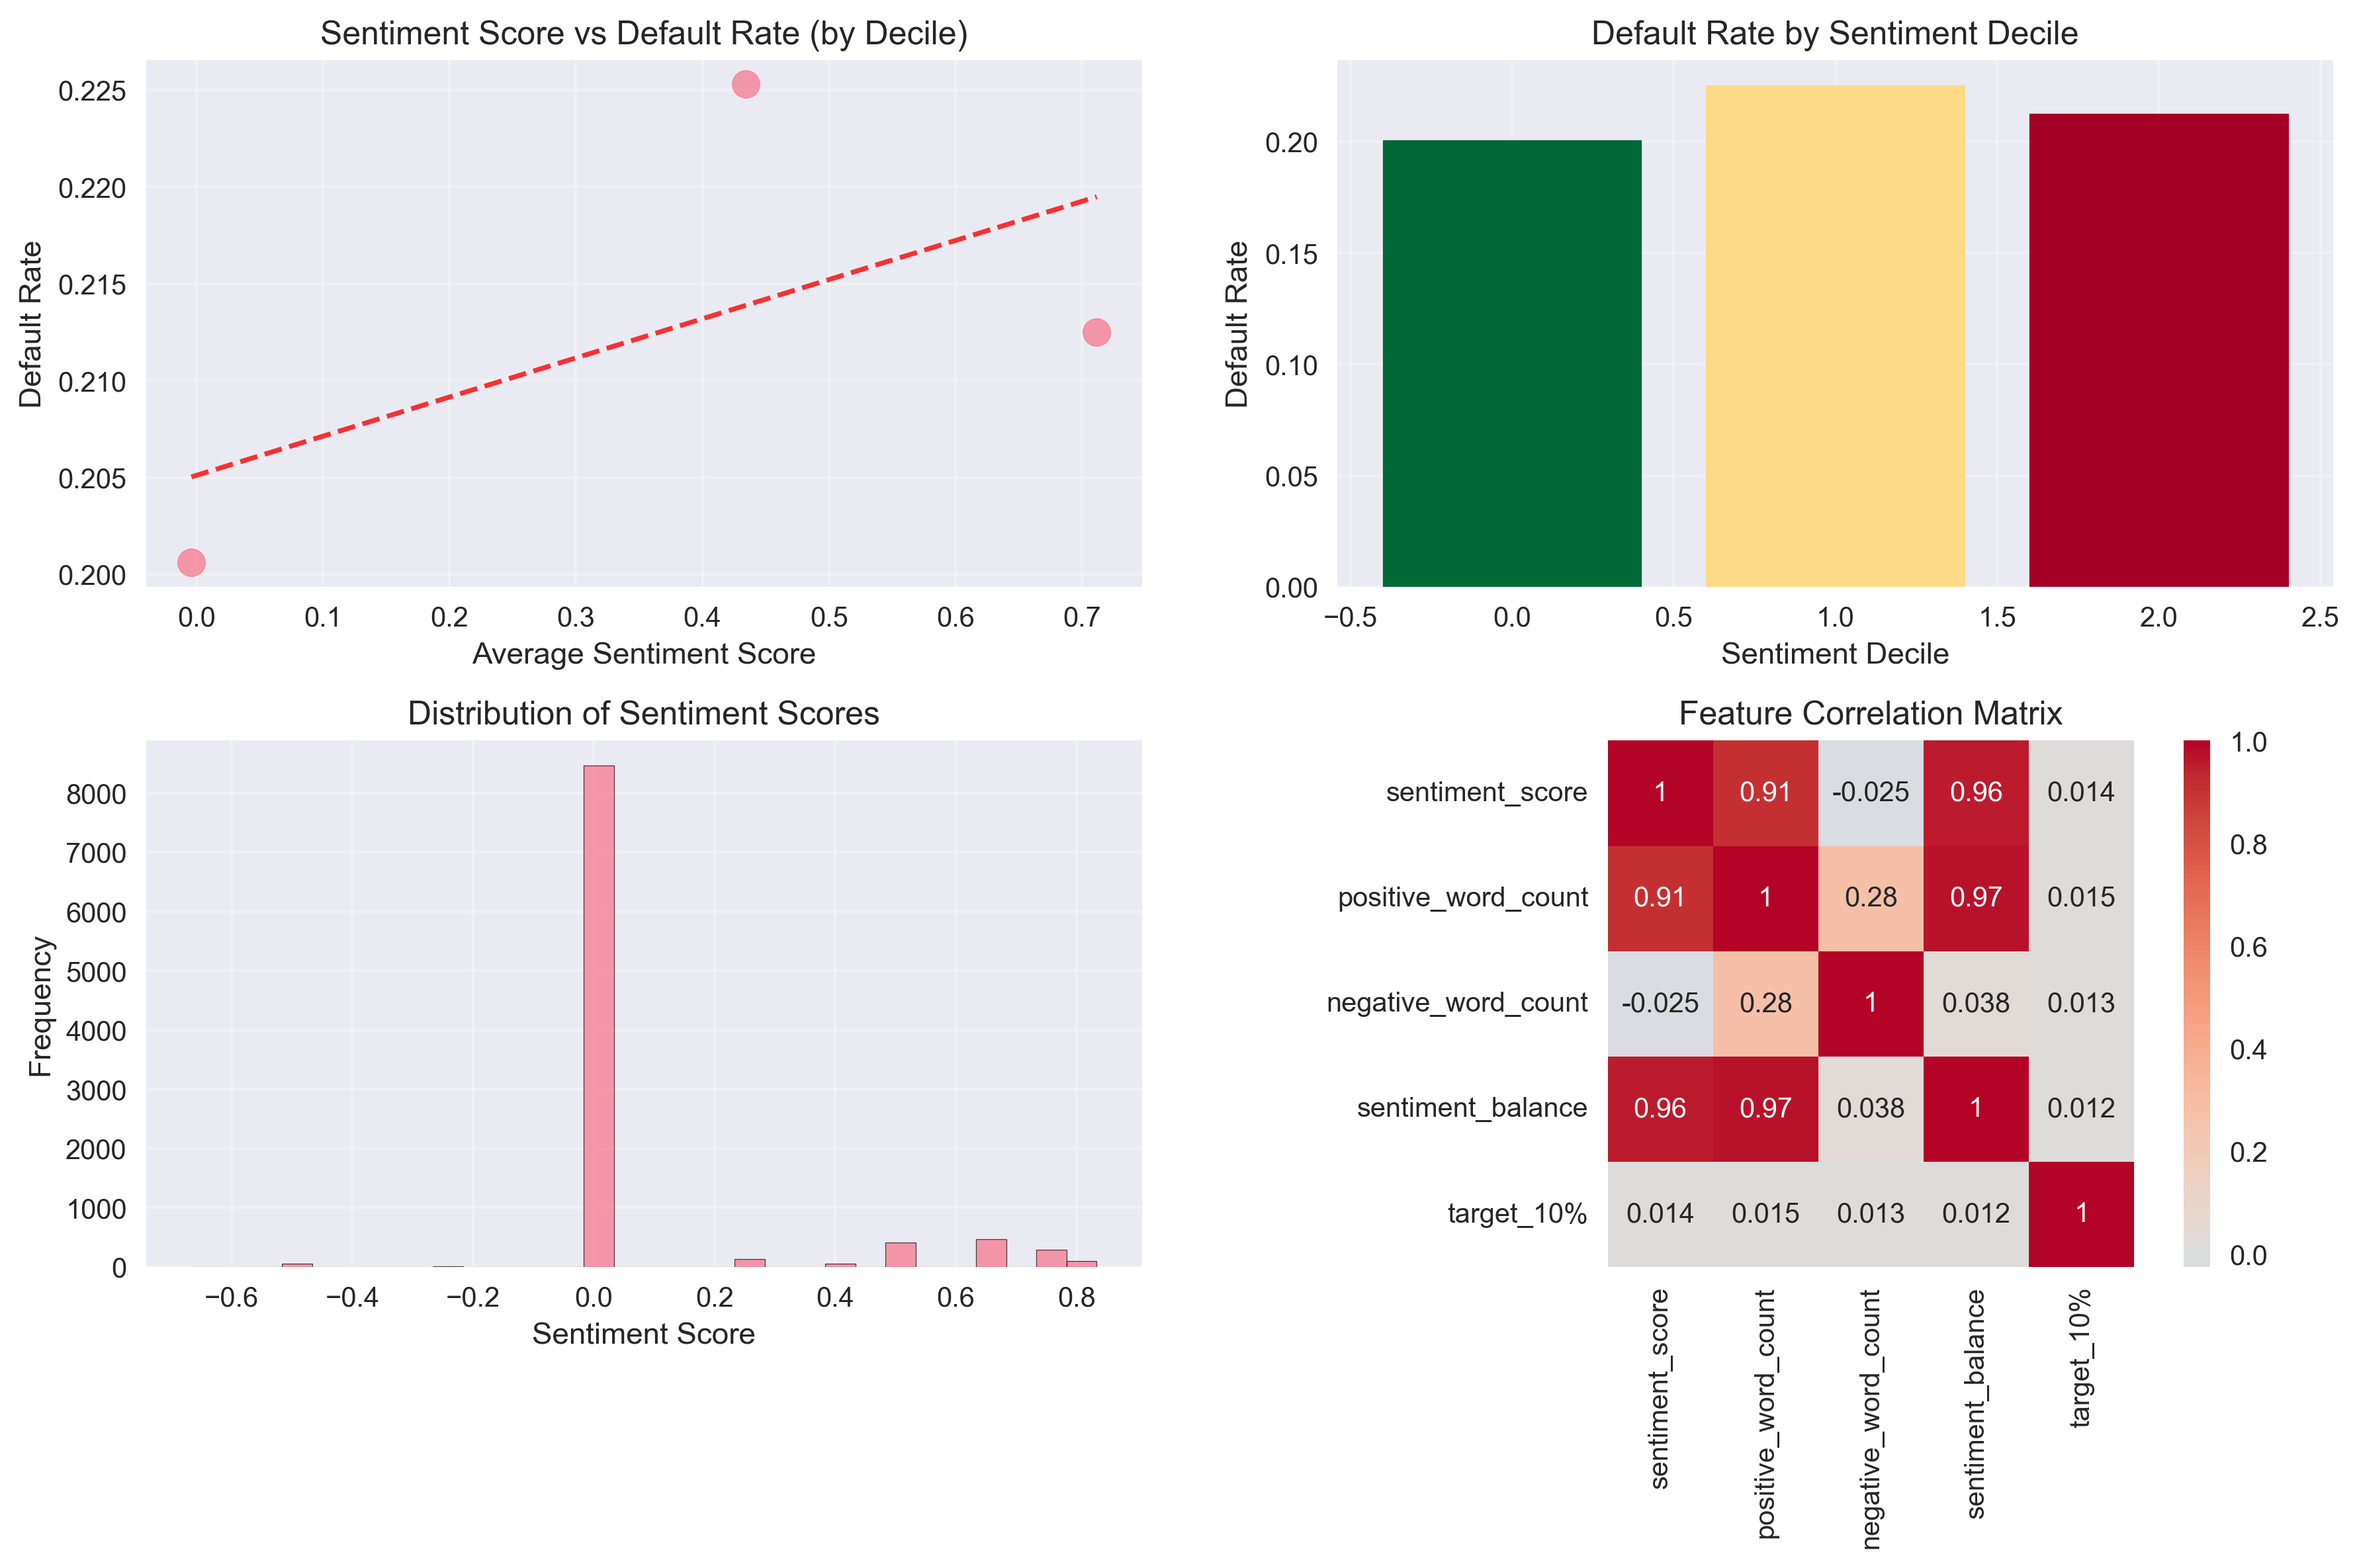 Sentiment Score vs Default Rate (by Decile)
0.225
0.220
0.215
0.210
0.205
0.200
Default Rate
0.0 0.1 0.2 0.3 0.4 0.5 0.6 0.7
Average Sentiment Score
Default Rate by Sentiment Decile
0.20
0.15
0.10
0.05
0.00
Default Rate
−0.5 0.0 0.5 1.0 1.5 2.0 2.5
Sentiment Decile
Distribution of Sentiment Scores
8000
7000
6000
5000
4000
3000
2000
1000
0
Frequency
−0.6 −0.4 −0.2 0.0 0.2 0.4 0.6 0.8
Sentiment Score
Feature Correlation Matrix
sentiment_score 1 0.91 -0.025 0.96 0.014
positive_word_count 0.91 1 0.28 0.97 0.015
negative_word_count -0.025 0.28 1 0.038 0.013
sentiment_balance 0.96 0.97 0.038 1 0.012
target_10% 0.014 0.015 0.013 0.012 1
sentiment_score
positive_word_count
negative_word_count
sentiment_balance
target_10%
1.0
0.8
0.6
0.4
0.2
0.0